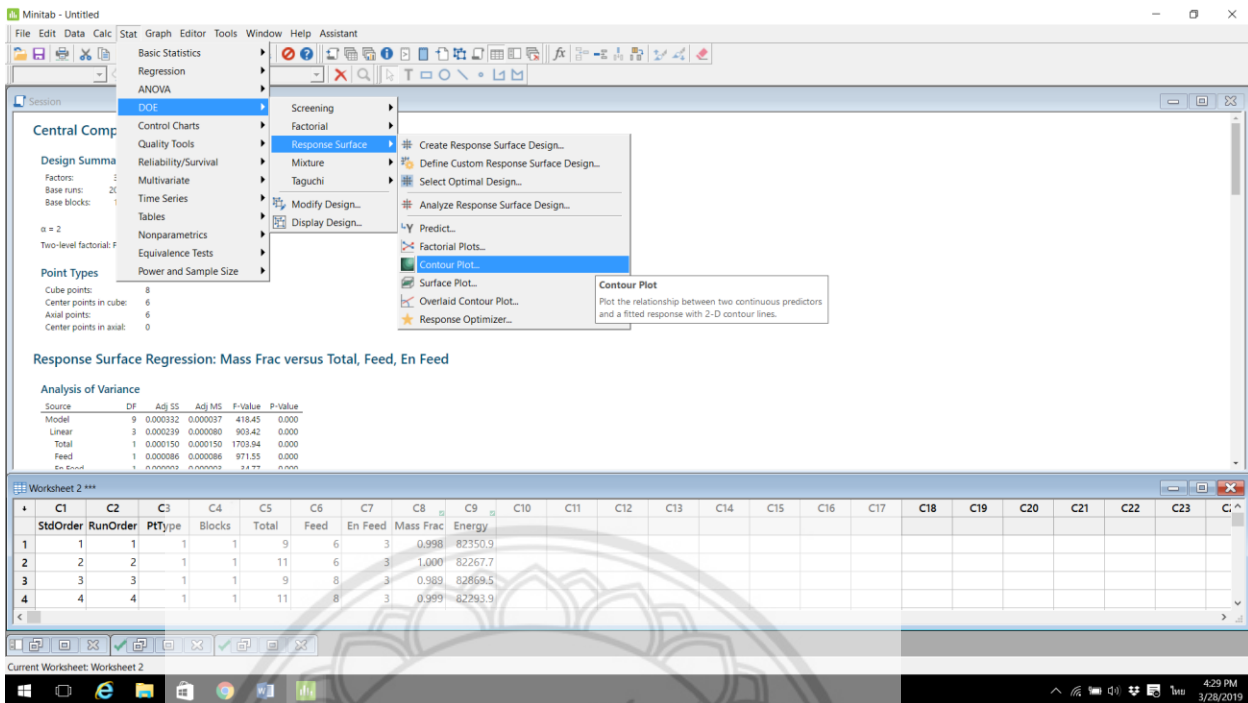 Minitab - Untitled
File Edit Data Calc Stat Graph Editor Tools Window Help Assistant
Basic Statistics
Regression
ANOVA
DOE
Control Charts
Quality Tools
Reliability/Survival
Multivariate
Time Series
Tables
Nonparametrics
Equivalence Tests
Power and Sample Size
Screening
Factorial
Response Surface
Mixture
Taguchi
Modify Design...
Display Design...
Create Response Surface Design...
Define Custom Response Surface Design...
Select Optimal Design...
Analyze Response Surface Design...
Predict...
Factorial Plots...
Contour Plot...
Surface Plot...
Overlaid Contour Plot...
Response Optimizer...
Contour Plot
Plot the relationship between two continuous predictors
and a fitted response with 2-D contour lines.
Session
Central Comp
Design Summa
Factors:
Base runs:
Base blocks:
α = 2
Two-level factorial: F
Point Types
Cube points: 8
Center points in cube: 6
Axial points: 6
Center points in axial: 0
Response Surface Regression: Mass Frac versus Total, Feed, En Feed
Analysis of Variance
Source DF Adj SS Adj MS F-Value P-Value
Model 9 0.000332 0.000037 418.45 0.000
Linear 3 0.000239 0.000080 903.42 0.000
Total 1 0.000150 0.000150 1703.94 0.000
Feed 1 0.000086 0.000086 971.55 0.000
En Feed 1 0.000003 0.000003 34.77 0.000
Worksheet 2 ***
C1 C2 C3 C4 C5 C6 C7 C8 C9 C10 C11 C12 C13 C14 C15 C16 C17 C18 C19 C20 C21 C22 C23
StdOrder RunOrder PtType Blocks Total Feed En Feed Mass Frac Energy
1 1 1 1 1 9 6 3 0.998 82350.9
2 2 2 1 1 11 6 3 1.000 82267.7
3 3 3 1 1 9 8 3 0.989 82869.5
4 4 4 1 1 11 8 3 0.999 82293.9
Current Worksheet: Worksheet 2
ไทย
4:29 PM
3/28/2019